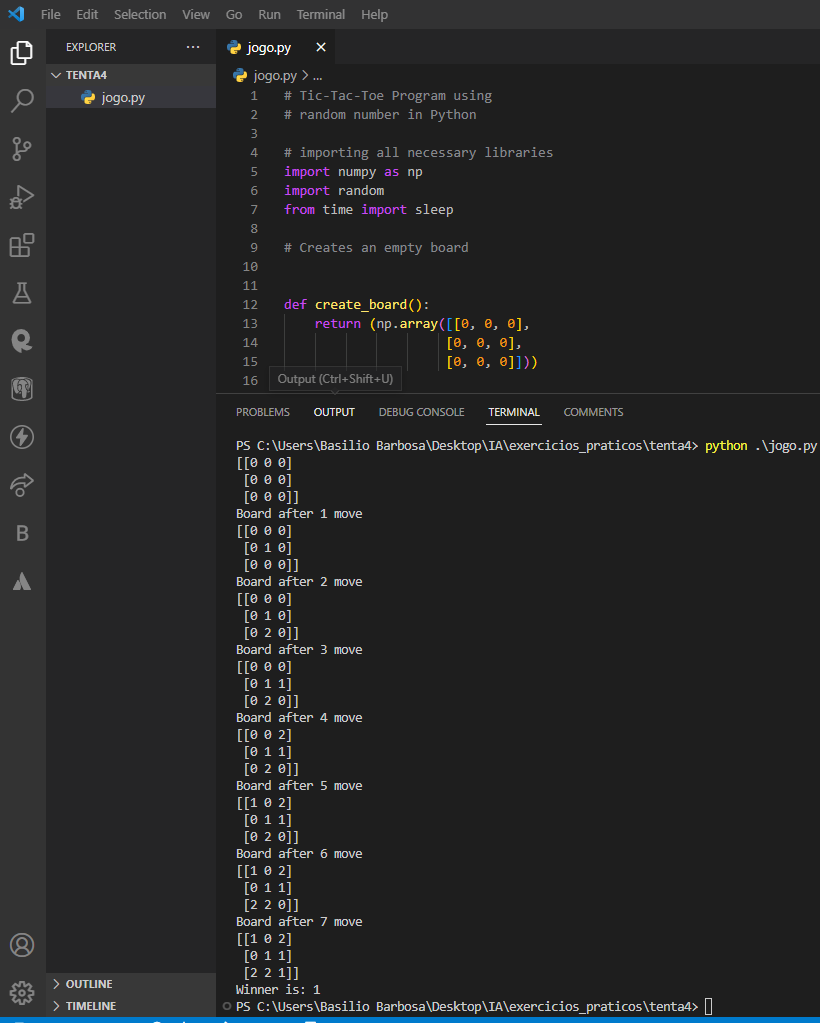 File Edit Selection View Go Run Terminal Help
EXPLORER ...
jogo.py
TENTA4
jogo.py
jogo.py > ...
1 # Tic-Tac-Toe Program using
2 # random number in Python
3
4 # importing all necessary libraries
5 import numpy as np
6 import random
7 from time import sleep
8
9 # Creates an empty board
10
11
12 def create_board():
13 return (np.array([[0, 0, 0],
14 [0, 0, 0],
15 [0, 0, 0]]))
16
Output (Ctrl+Shift+U)
PROBLEMS OUTPUT DEBUG CONSOLE TERMINAL COMMENTS
PS C:\Users\Basilio Barbosa\Desktop\IA\exercicios_praticos\tenta4> python .\jogo.py
[[0 0 0]
[0 0 0]
[0 0 0]]
Board after 1 move
[[0 0 0]
[0 1 0]
[0 0 0]]
Board after 2 move
[[0 0 0]
[0 1 0]
[0 2 0]]
Board after 3 move
[[0 0 0]
[0 1 1]
[0 2 0]]
Board after 4 move
[[0 0 2]
[0 1 1]
[0 2 0]]
Board after 5 move
[[1 0 2]
[0 1 1]
[0 2 0]]
Board after 6 move
[[1 0 2]
[0 1 1]
[2 2 0]]
Board after 7 move
[[1 0 2]
[0 1 1]
[2 2 1]]
Winner is: 1
PS C:\Users\Basilio Barbosa\Desktop\IA\exercicios_praticos\tenta4>
OUTLINE
TIMELINE